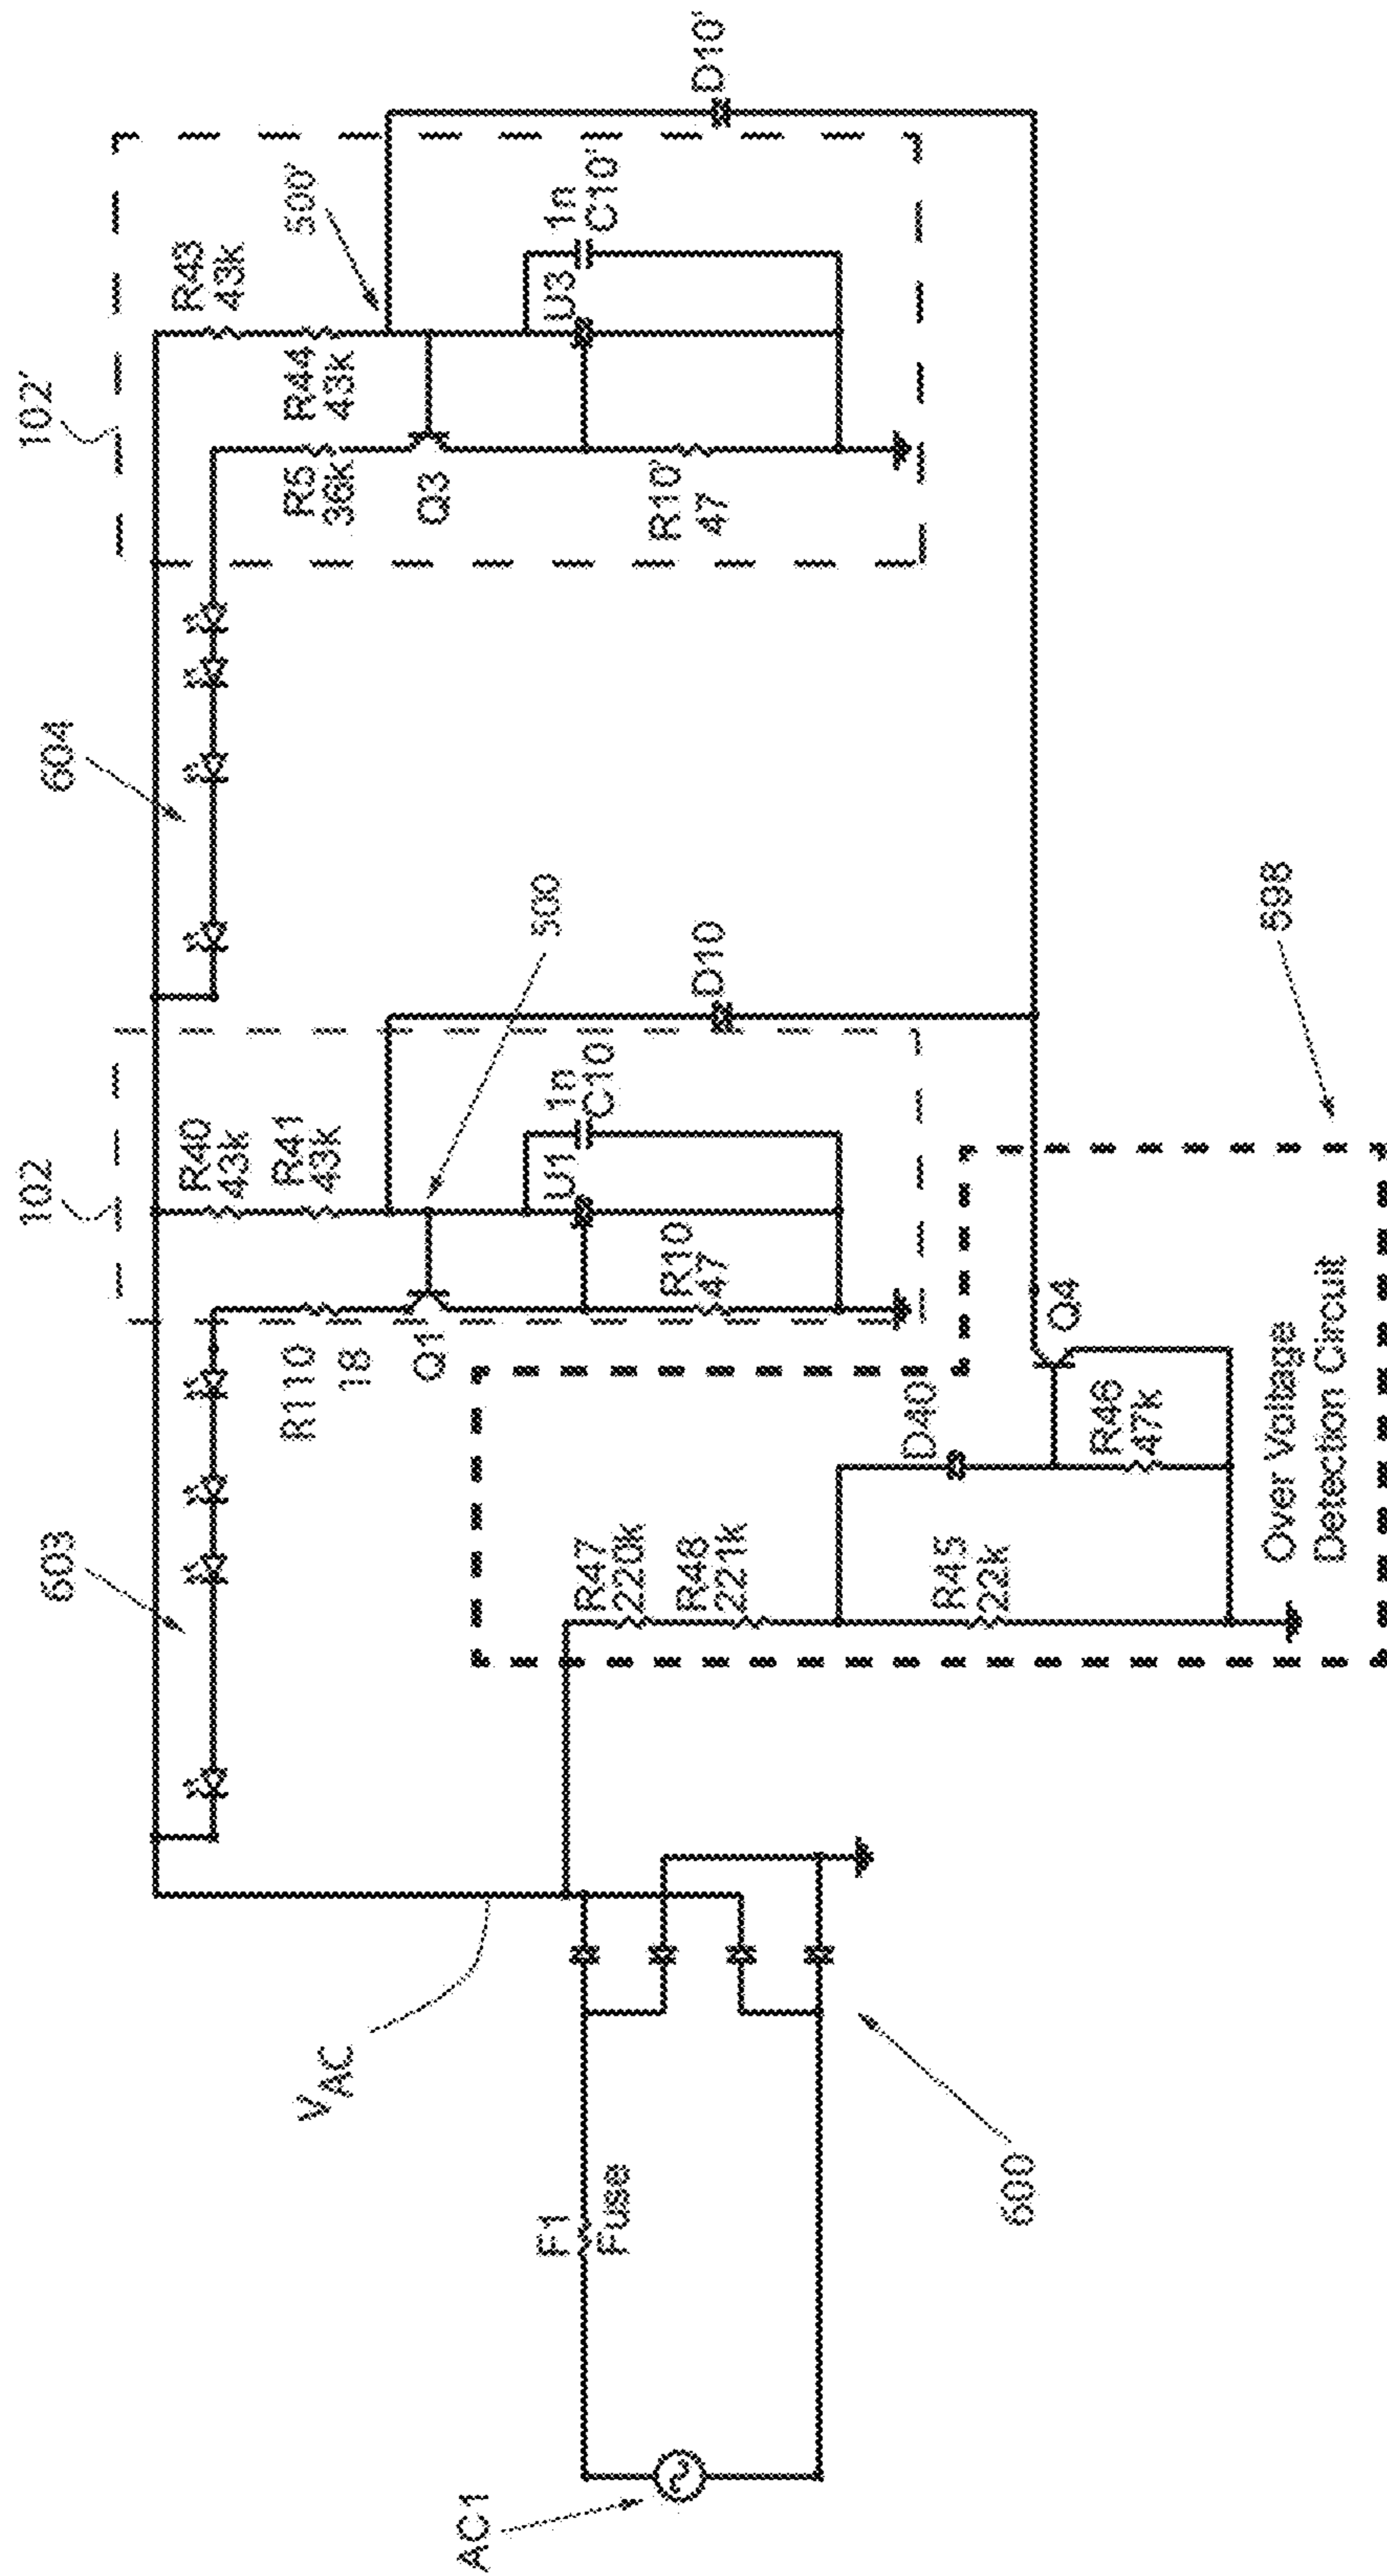 AC1
F1
Fuse
600
VAC
603
604
102
102'
R40
43k
R41
43k
R110
18
Q1
500
U1
1n
C10
R10
47
D10
R43
43k
R44
43k
R5
36k
Q3
500'
U3
1n
C10'
R10'
47
D10'
R47
220k
R48
221k
R45
22k
D40
R46
47k
Q4
Over Voltage
Detection Circuit
598